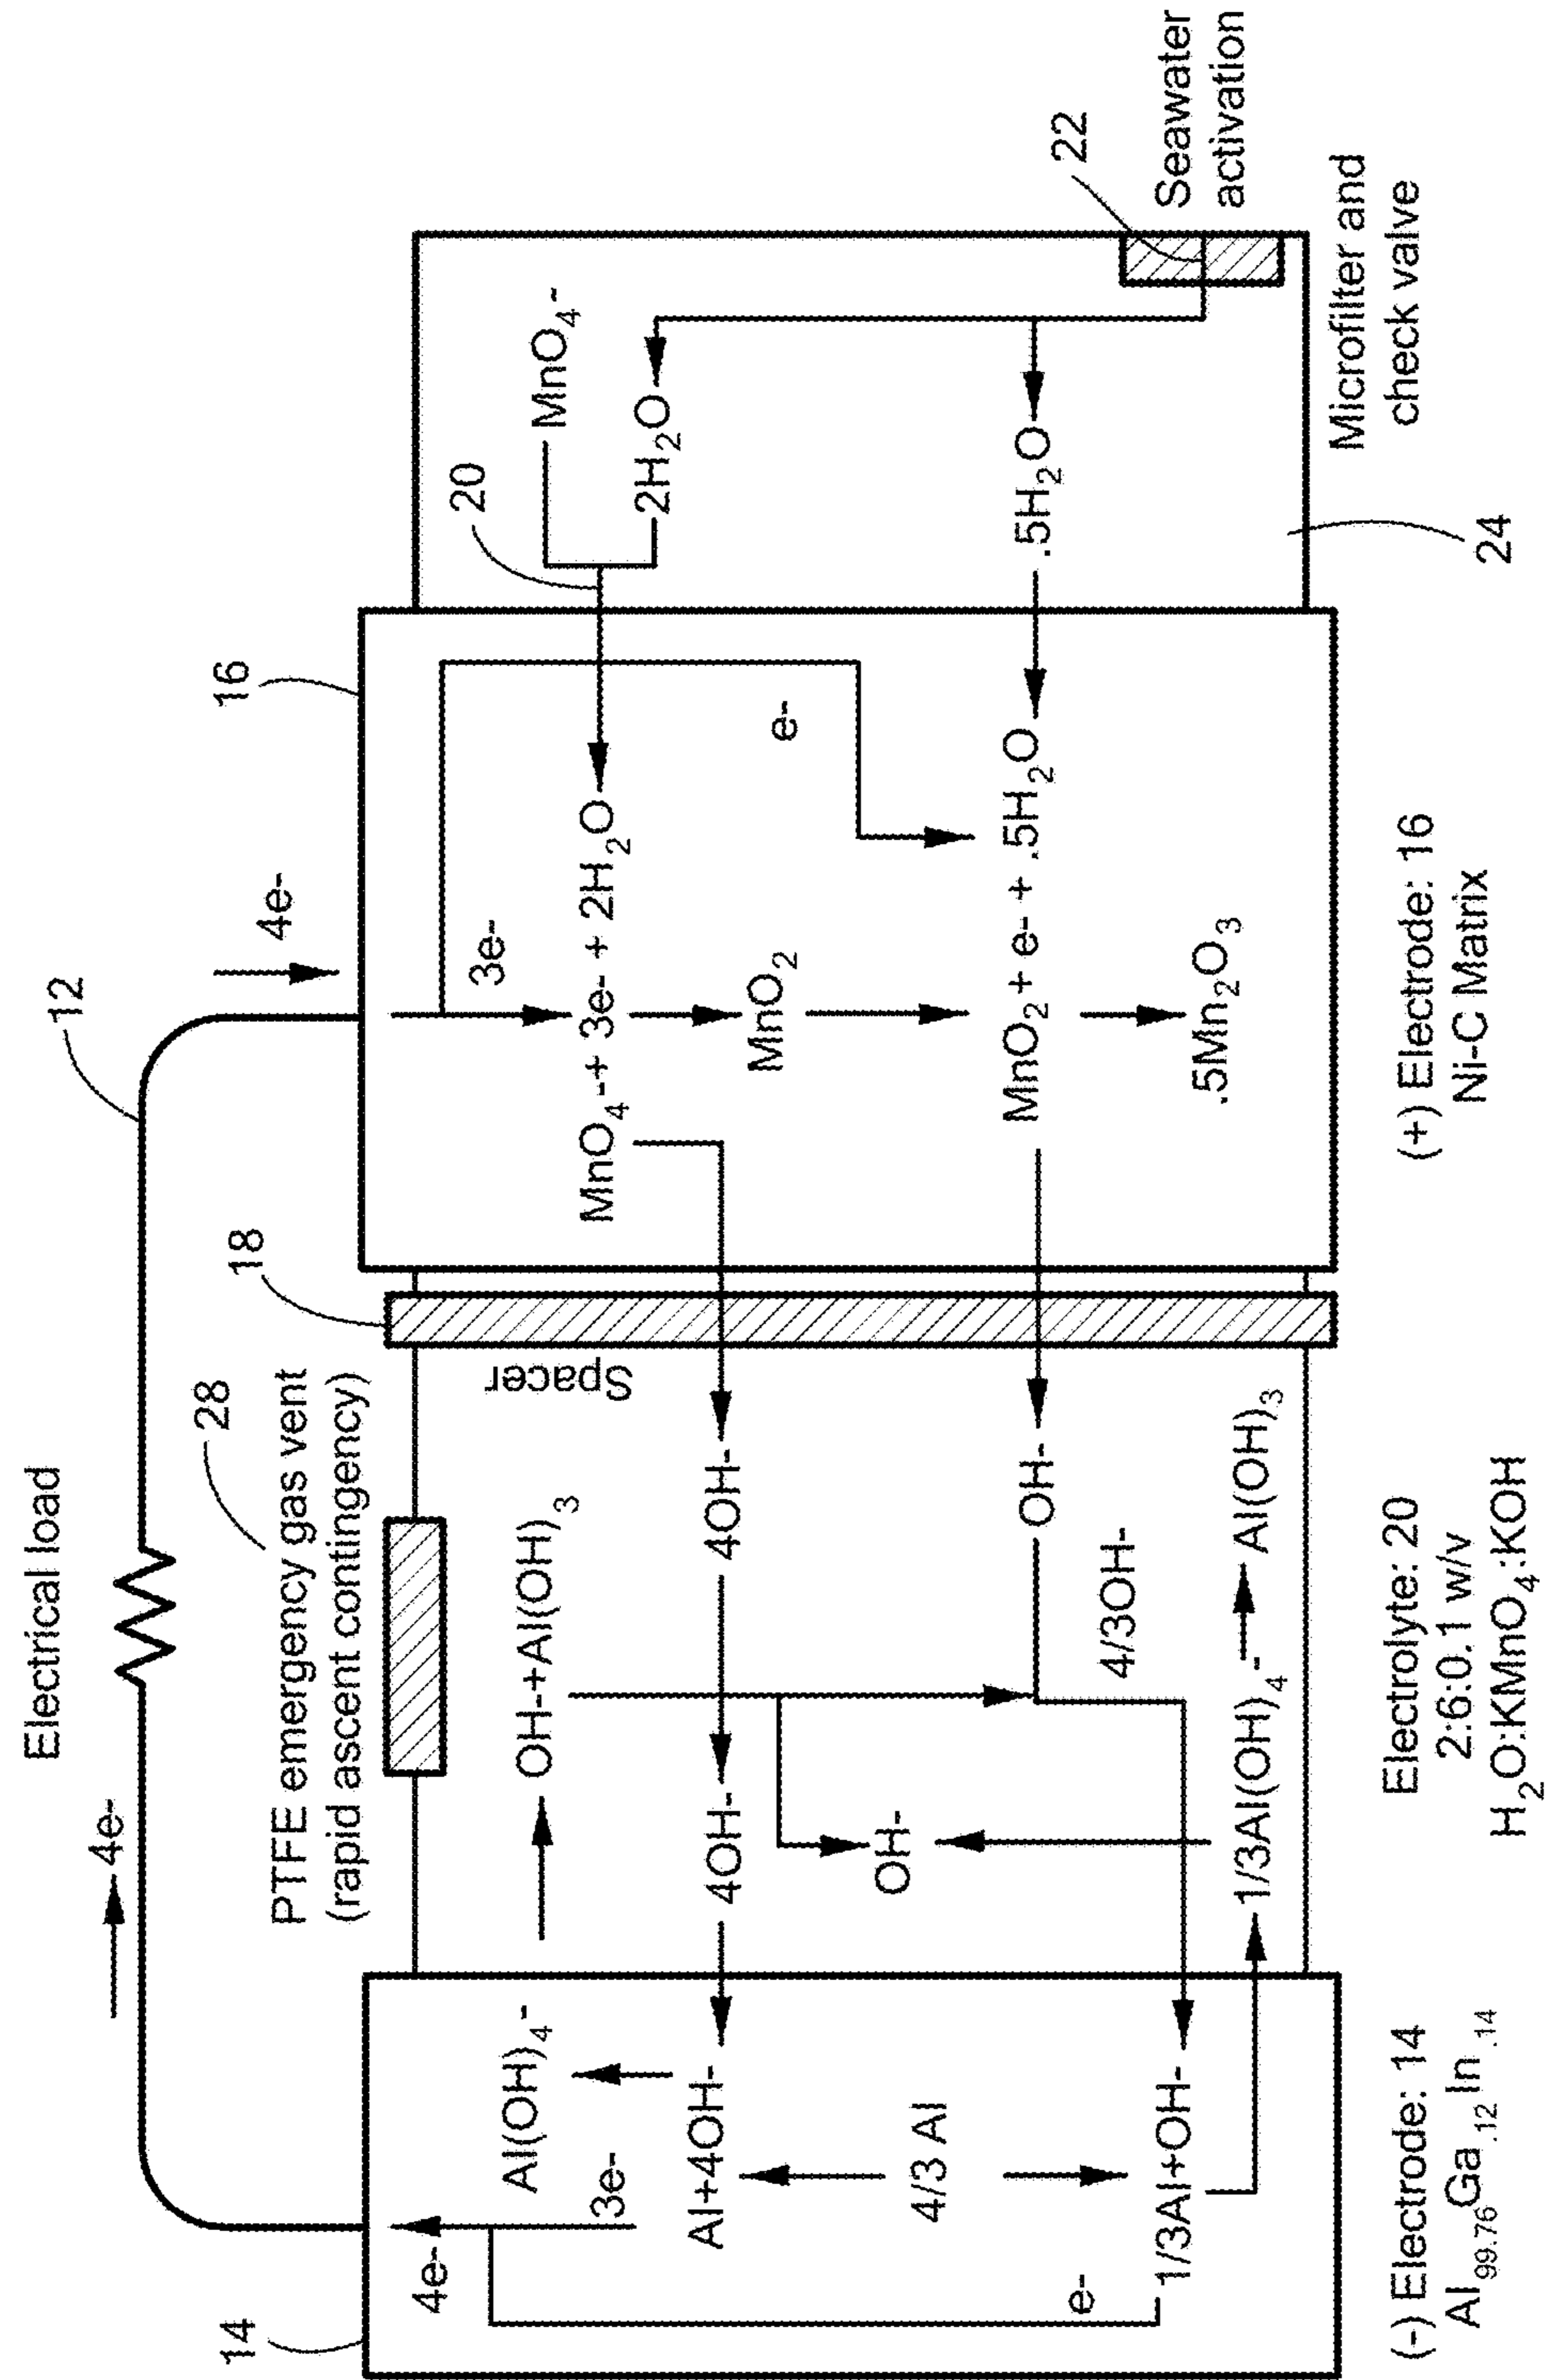 Electrical load
4e-
12
4e-
28
PTFE emergency gas vent
(rapid ascent contingency)
18
16
14
20
22
Seawater
activation
4e-
3e-
Al(OH)₄-
Al+4OH-
4/3 Al
e-
1/3Al+OH-
OH-+Al(OH)₃
4OH-
4OH-
OH-
OH-
4/3OH-
1/3Al(OH)₄-
Al(OH)₃
Spacer
3e-
MnO₄-+ 3e- + 2H₂O
MnO₂
e-
MnO₂ + e- + .5H₂O
.5Mn₂O₃
MnO₄-
2H₂O
.5H₂O
24
Microfilter and
check valve
(-) Electrode: 14
Al₉₉.₇₆Ga.₁₂In.₁₄
Electrolyte: 20
2:6:0.1 w/v
H₂O:KMnO₄:KOH
(+) Electrode: 16
Ni-C Matrix